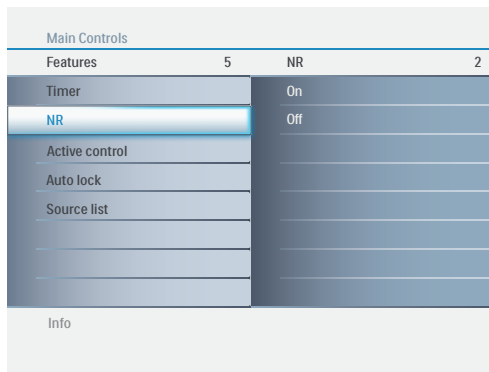 Main Controls
Features 5 NR 2
Timer On
NR Off
Active control
Auto lock
Source list
Info